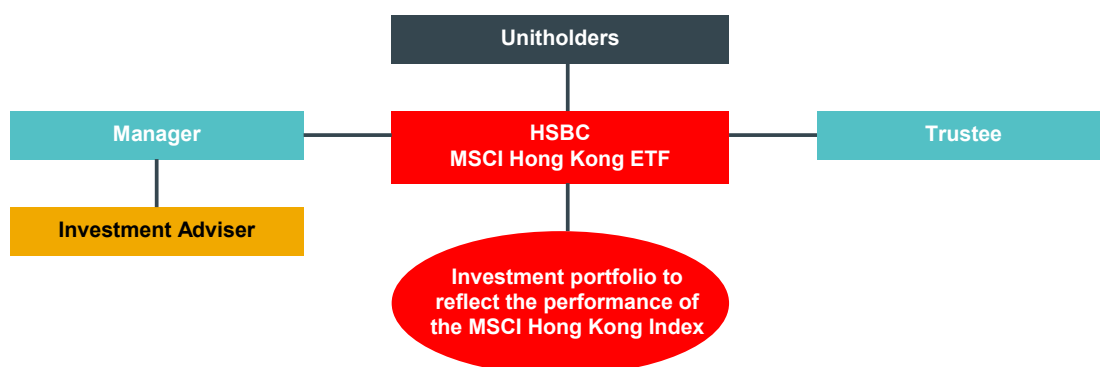 Unitholders
Manager
HSBC
MSCI Hong Kong ETF
Trustee
Investment Adviser
Investment portfolio to
reflect the performance of
the MSCI Hong Kong Index